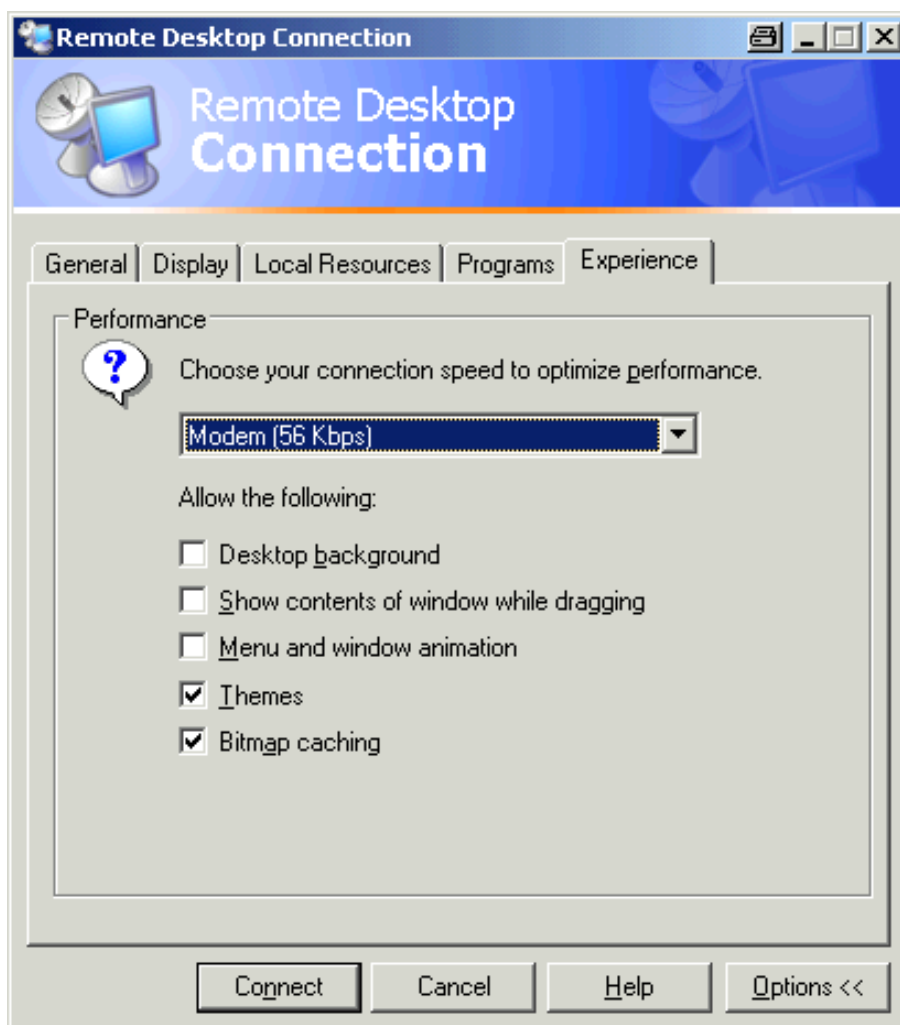 Remote Desktop Connection
Remote Desktop
Connection
General Display Local Resources Programs Experience
Performance
?
Choose your connection speed to optimize performance.
Modem (56 Kbps)
Allow the following:
Desktop background
Show contents of window while dragging
Menu and window animation
Themes
Bitmap caching
Connect Cancel Help Options <<